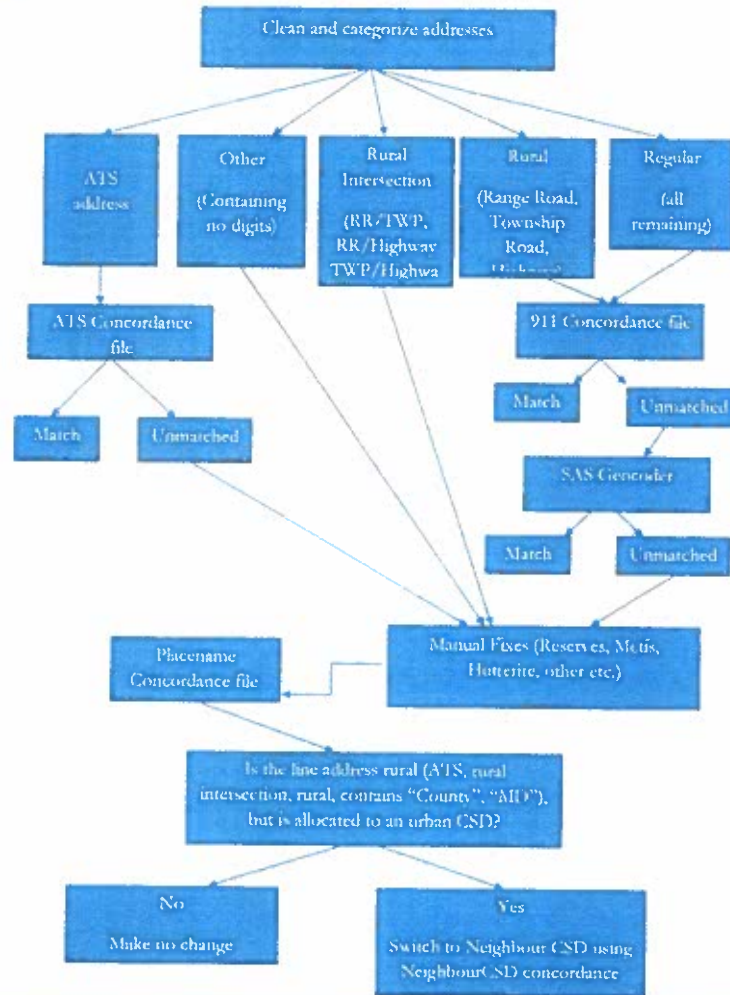 Clean and categorize addresses
ATS
address
Other
(Containing
no digits)
Rural
Intersection
(RR/TWP,
RR/Highway
TWP/Highwa
Rural
(Range Road,
Township
Road,
Regular
(all
remaining)
ATS Concordance
file
911 Concordance file
Match
Unmatched
Match
Unmatched
SAS Geocoder
Match
Unmatched
Manual Fixes (Reserves, Metis,
Hutterite, other etc.)
Placename
Concordance file
Is the line address rural (ATS, rural
intersection, rural, contains “County”, “MD”),
but is allocated to an urban CSD?
No
Make no change
Yes
Switch to Neighbour CSD using
NeighbourCSD concordance